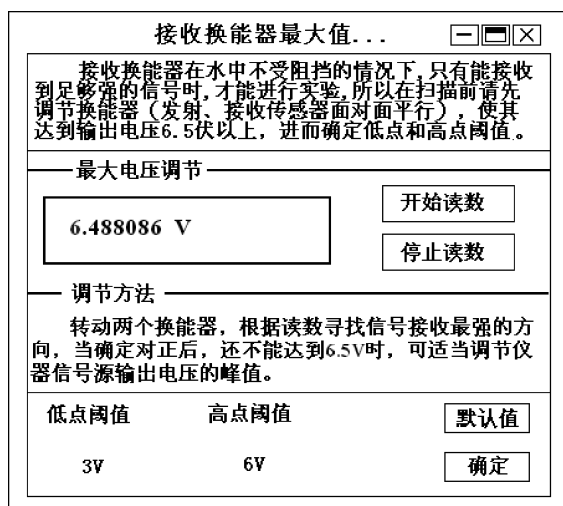 接收换能器最大值...
接收换能器在水中不受阻挡的情况下,只有能接收
到足够强的信号时,才能进行实验,所以在扫描前请先
调节换能器（发射、接收传感器面对面平行），使其
达到输出电压6.5伏以上，进而确定低点和高点阈值。
最大电压调节
6.488086 V
开始读数
停止读数
调节方法
转动两个换能器，根据读数寻找信号接收最强的方
向，当确定对正后，还不能达到6.5V时，可适当调节仪
器信号源输出电压的峰值。
低点阈值 高点阈值 默认值
3V 6V 确定